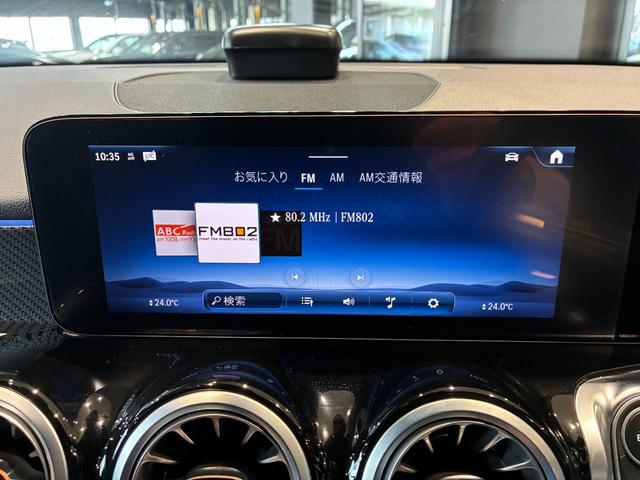 10:35
お気に入り FM AM AM交通情報
★ 80.2 MHz | FM802
ABC Radio
AM1008 / FM93
FM802
meet the music on the radio
FM
24.0°C 検索 24.0°C